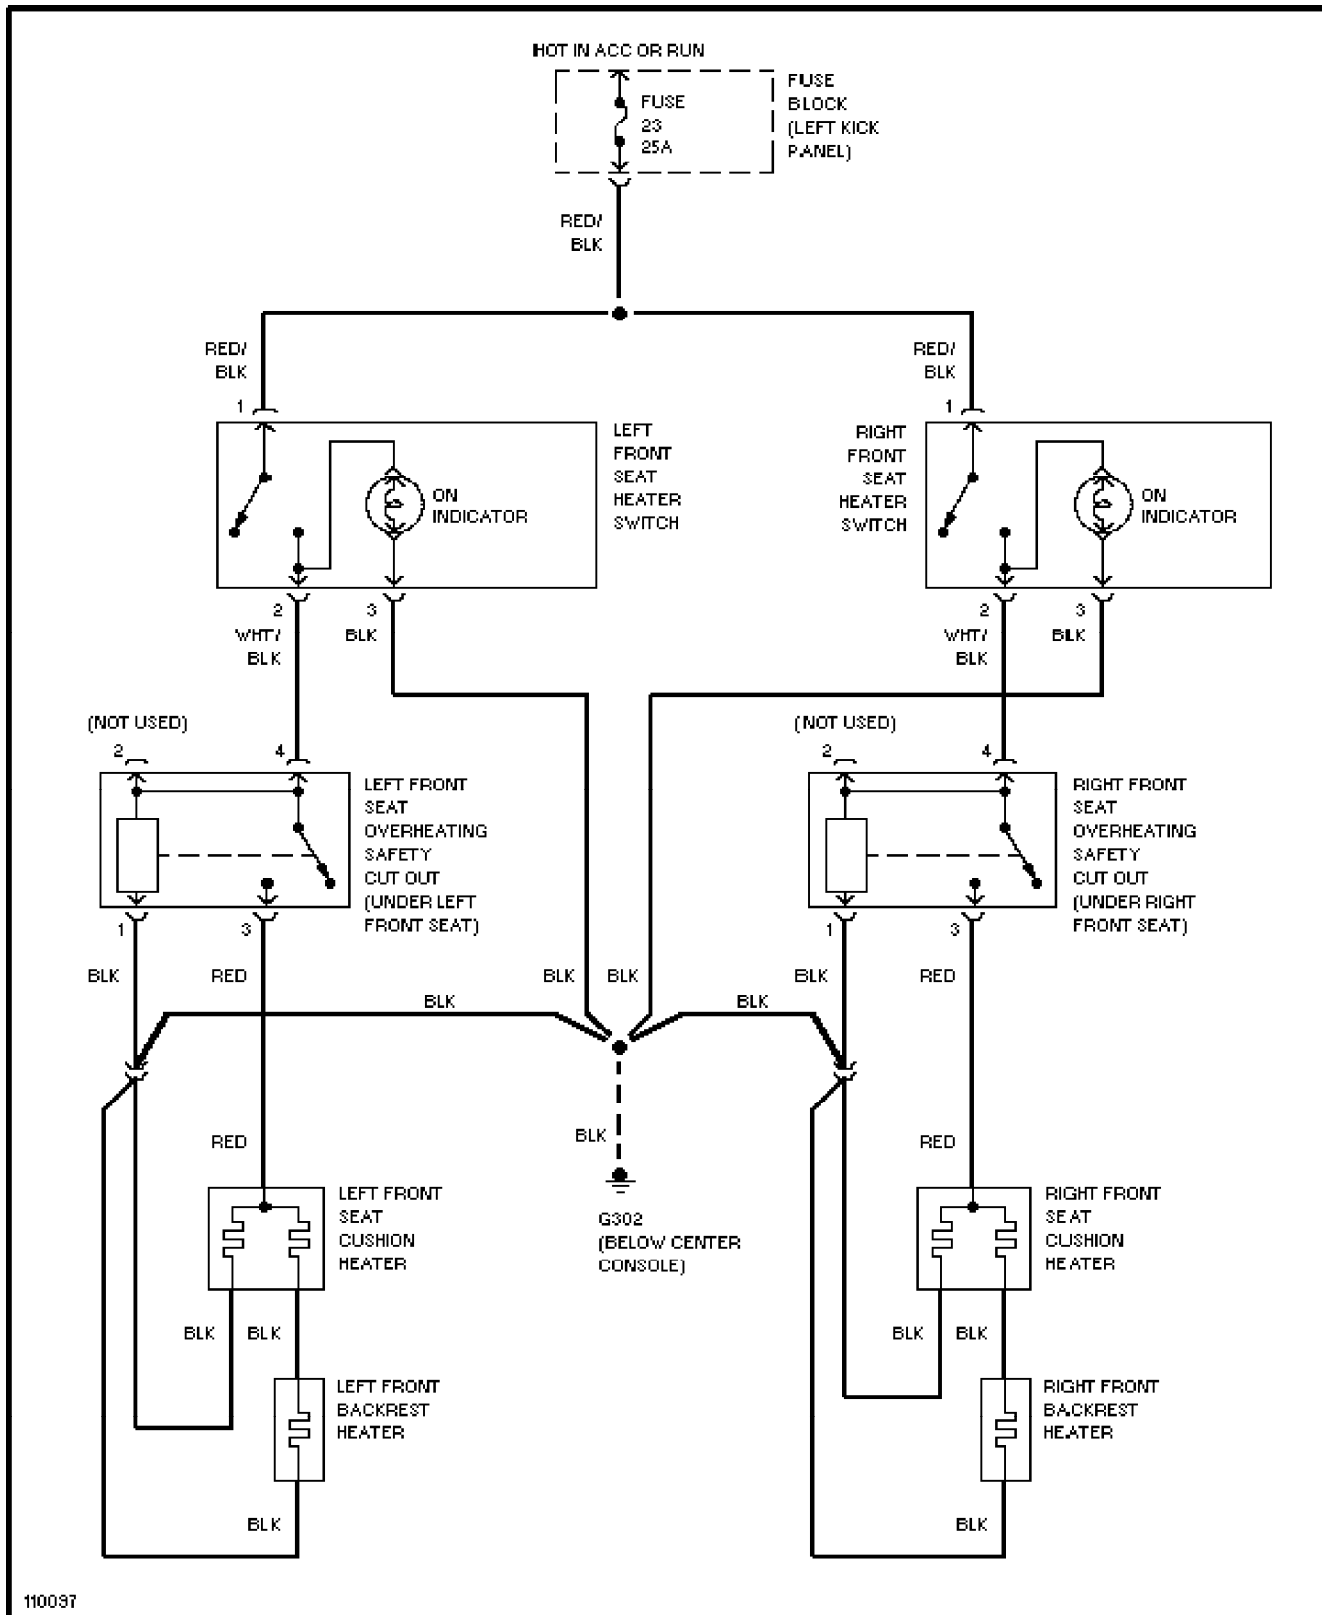 HOT IN ACC OR RUN
FUSE
23
25A
FUSE
BLOCK
(LEFT KICK
PANEL)
RED/
BLK
RED/
BLK
RED/
BLK
1
1
LEFT
FRONT
SEAT
HEATER
SWITCH
RIGHT
FRONT
SEAT
HEATER
SWITCH
ON
INDICATOR
ON
INDICATOR
2
3
2
3
WHT/
BLK
BLK
WHT/
BLK
BLK
(NOT USED)
(NOT USED)
2
4
2
4
LEFT FRONT
SEAT
OVERHEATING
SAFETY
CUT OUT
(UNDER LEFT
FRONT SEAT)
RIGHT FRONT
SEAT
OVERHEATING
SAFETY
CUT OUT
(UNDER RIGHT
FRONT SEAT)
1
3
1
3
BLK
RED
BLK
BLK
BLK
RED
BLK
BLK
RED
BLK
RED
LEFT FRONT
SEAT
CUSHION
HEATER
G302
(BELOW CENTER
CONSOLE)
RIGHT FRONT
SEAT
CUSHION
HEATER
BLK
BLK
BLK
BLK
LEFT FRONT
BACKREST
HEATER
RIGHT FRONT
BACKREST
HEATER
BLK
BLK
110097